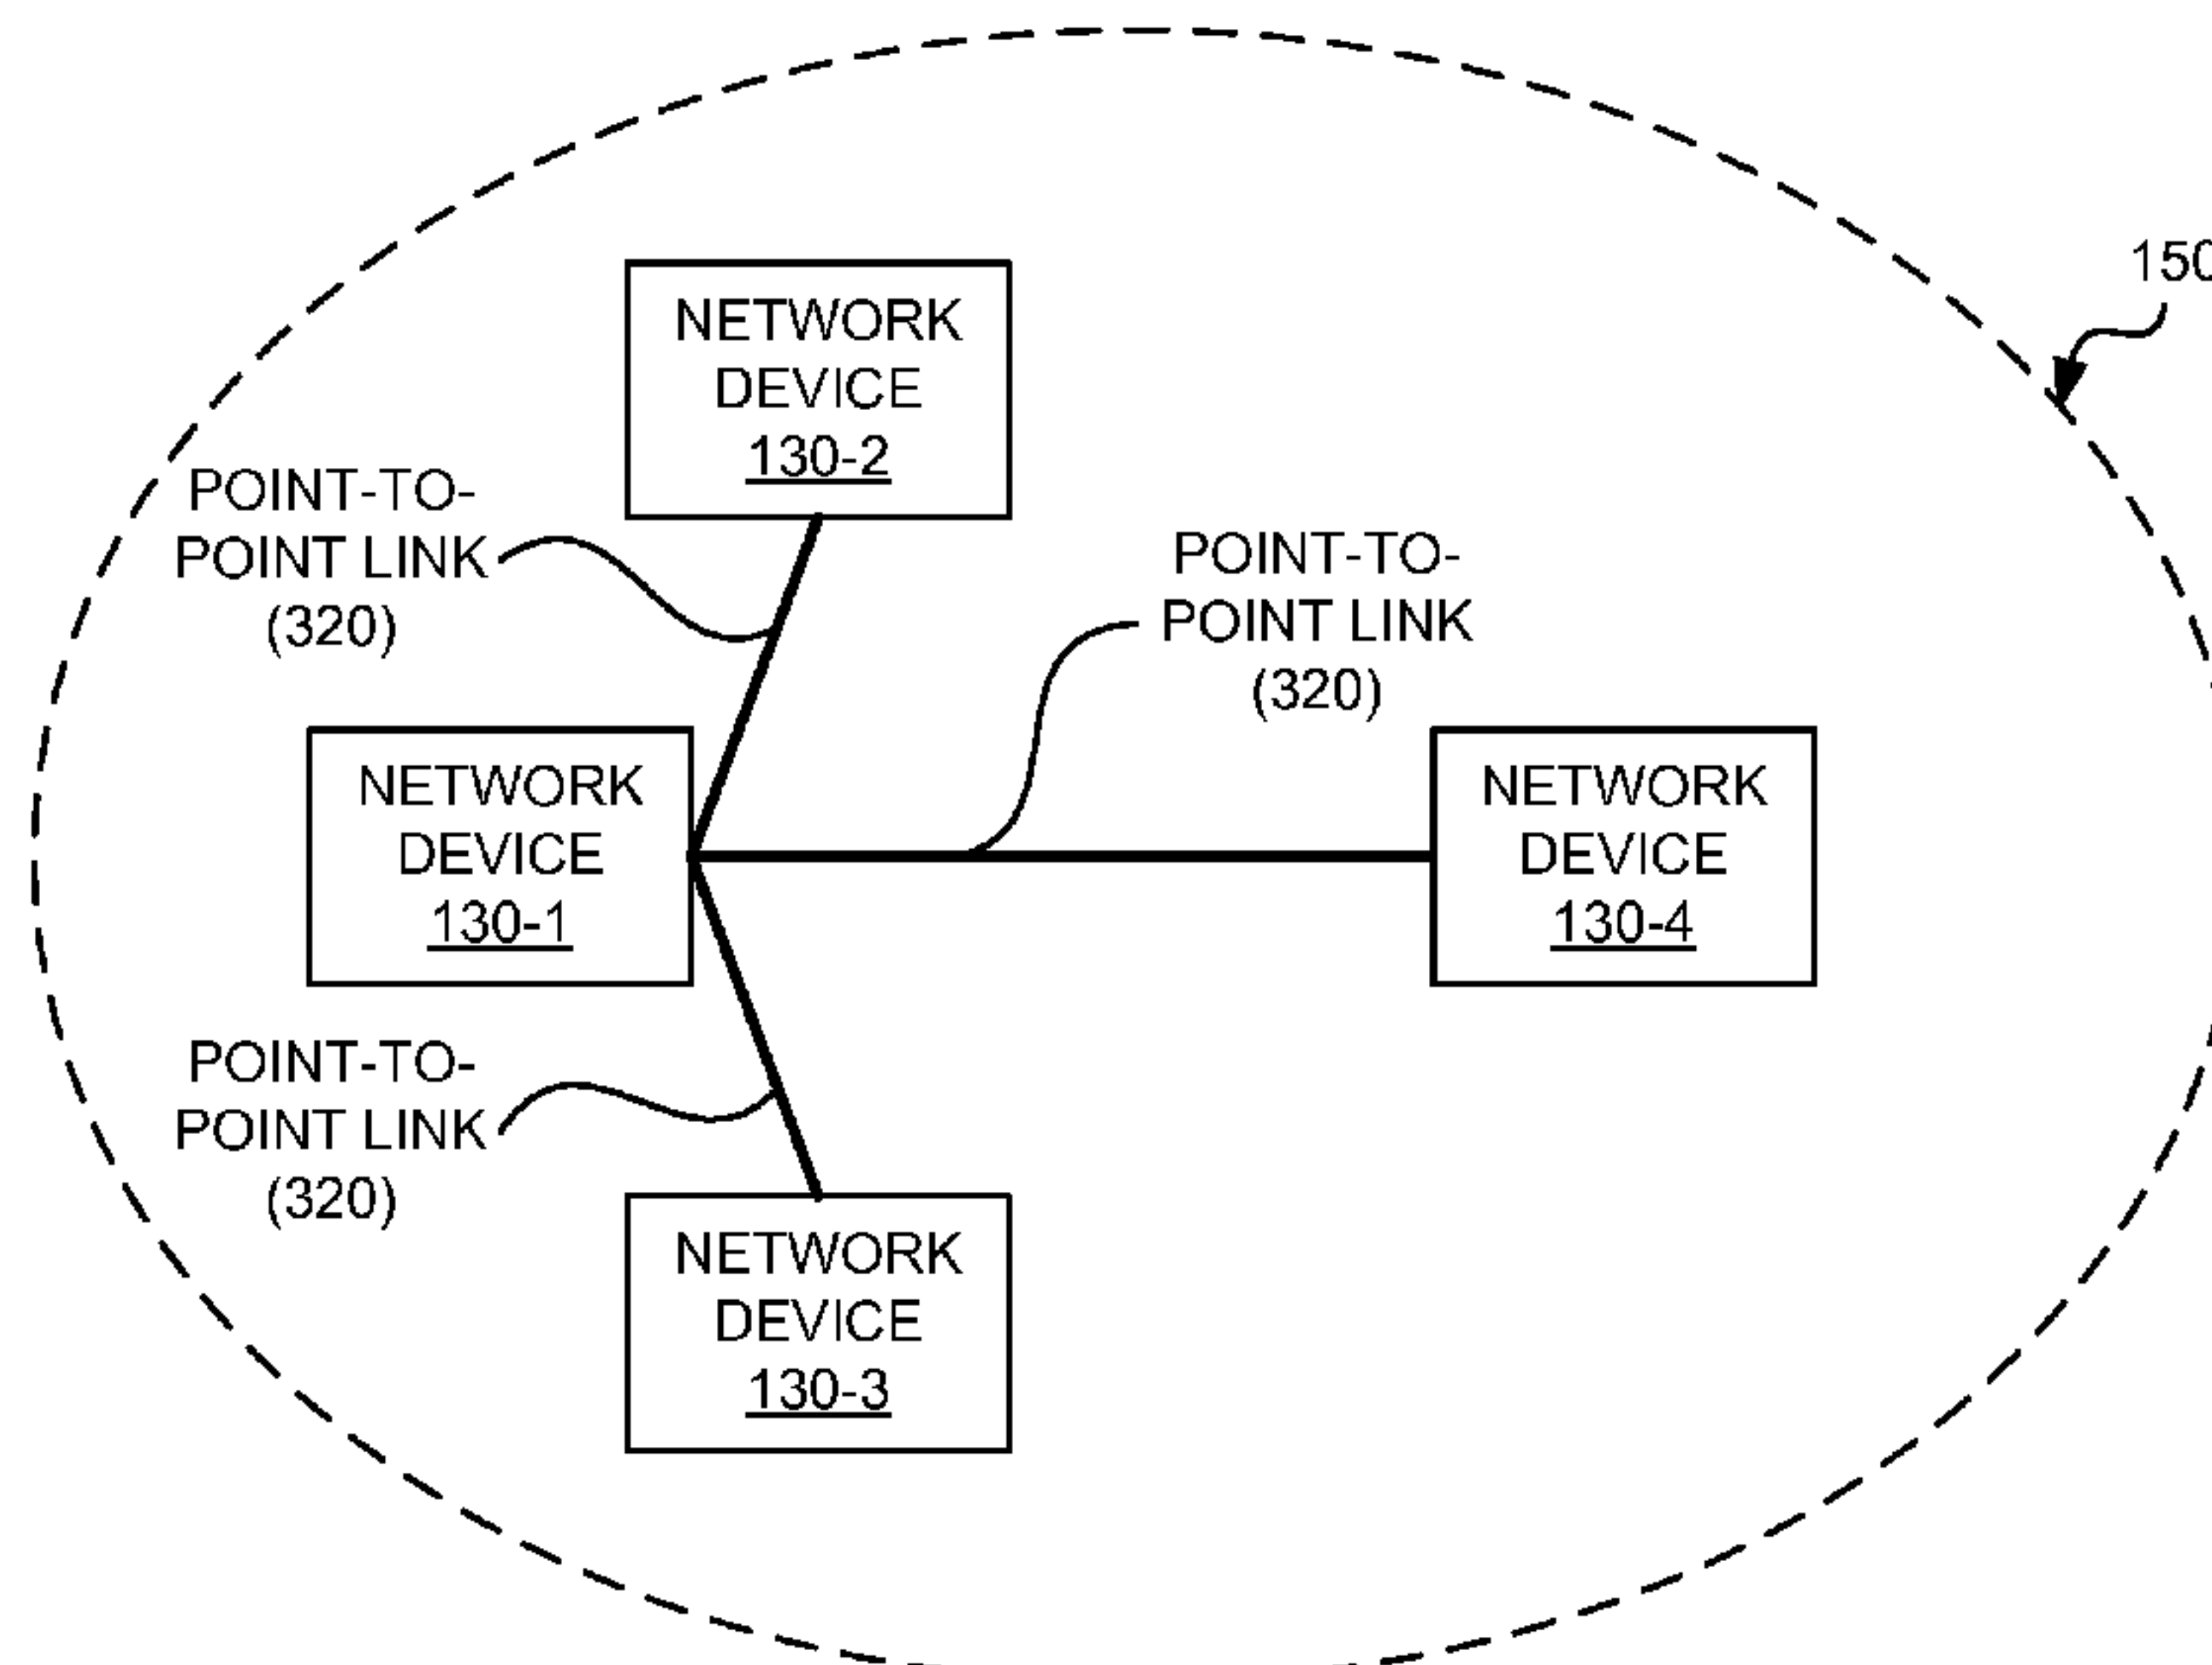 150
NETWORK
DEVICE
130-2
POINT-TO-
POINT LINK
(320)
POINT-TO-
POINT LINK
(320)
NETWORK
DEVICE
130-1
NETWORK
DEVICE
130-4
POINT-TO-
POINT LINK
(320)
NETWORK
DEVICE
130-3